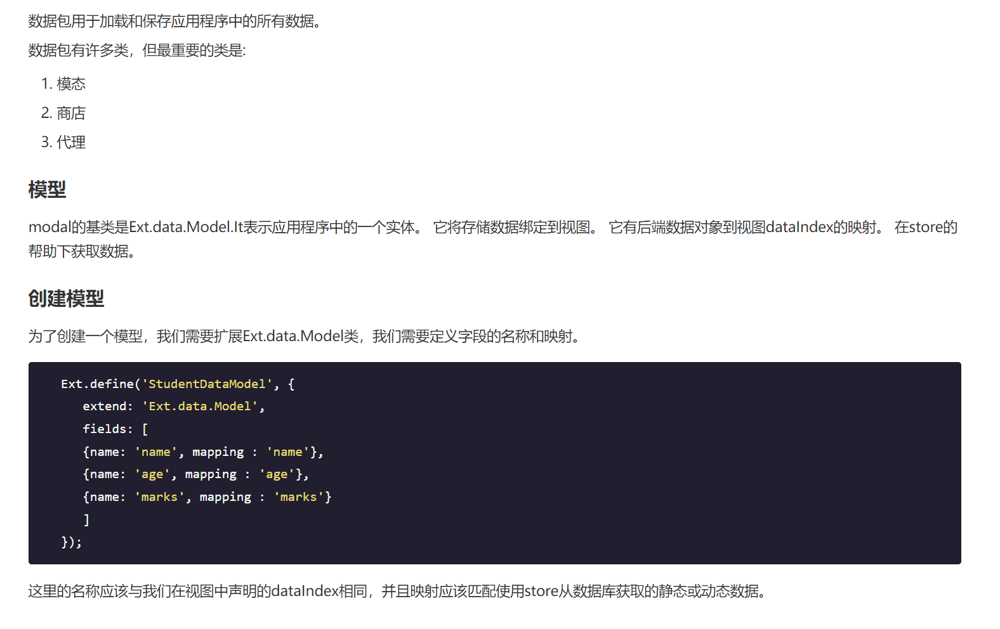 数据包用于加载和保存应用程序中的所有数据。
数据包有许多类，但最重要的类是:
1. 模态
2. 商店
3. 代理
模型
modal的基类是Ext.data.Model.It表示应用程序中的一个实体。 它将存储数据绑定到视图。 它有后端数据对象到视图dataIndex的映射。 在store的
帮助下获取数据。
创建模型
为了创建一个模型，我们需要扩展Ext.data.Model类，我们需要定义字段的名称和映射。
Ext.define('StudentDataModel', {
   extend: 'Ext.data.Model',
   fields: [
   {name: 'name', mapping : 'name'},
   {name: 'age', mapping : 'age'},
   {name: 'marks', mapping : 'marks'}
   ]
});
这里的名称应该与我们在视图中声明的dataIndex相同，并且映射应该匹配使用store从数据库获取的静态或动态数据。